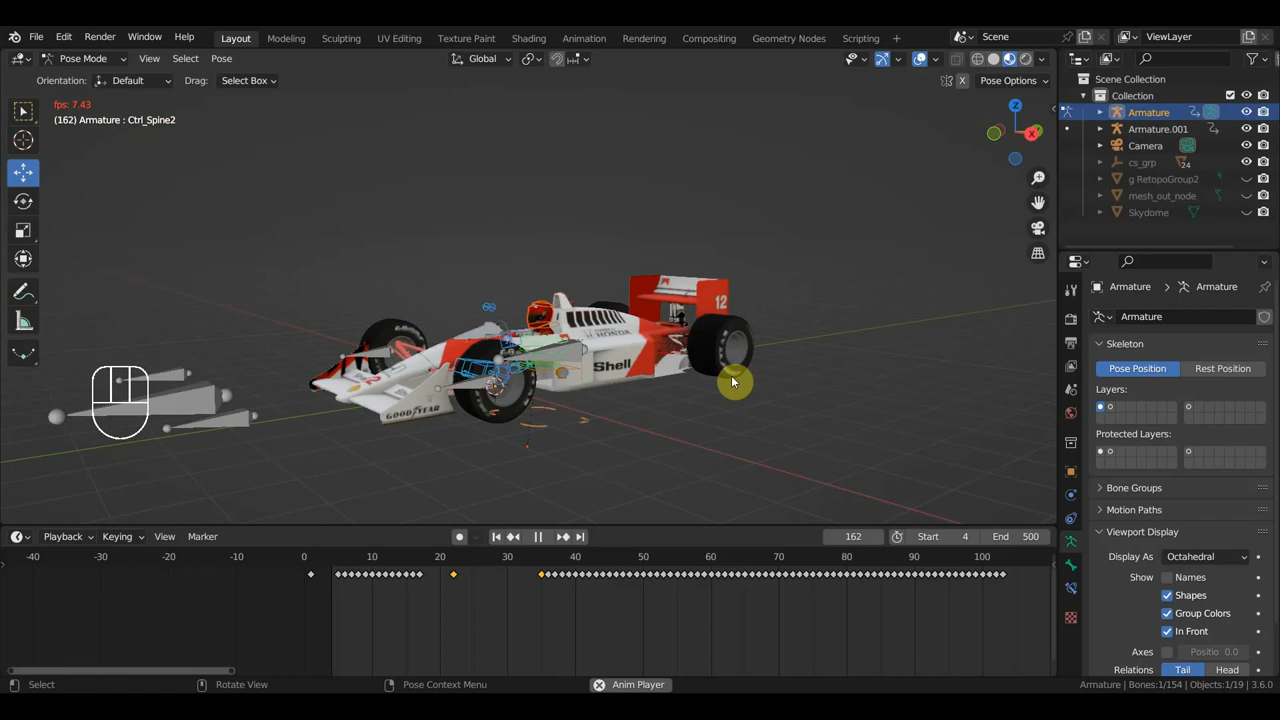 File Edit Render Window Help Layout Modeling Sculpting UV Editing Texture Paint Shading Animation Rendering Compositing Geometry Nodes Scripting + Scene ViewLayer
Pose Mode View Select Pose Global
Orientation: Default Drag: Select Box X Pose Options
fps: 7.43
(162) Armature : Ctrl_Spine2
Z
X
Scene Collection
Collection
Armature
Armature.001
Camera
cs_grp 24
g RetopoGroup2
mesh_out_node
Skydome
Armature Armature
Armature
Skeleton
Pose Position Rest Position
Layers:
Protected Layers:
Bone Groups
Motion Paths
Viewport Display
Display As Octahedral
Show Names
Shapes
Group Colors
In Front
Axes Positio 0.0
Relations Tail Head
12
HONDA
Shell
GOODYEAR
Playback Keying View Marker 162 Start 4 End 500
-40 -30 -20 -10 0 10 20 30 40 50 60 70 80 90 100
Select Rotate View Pose Context Menu Anim Player Armature | Bones:1/154 | Objects:1/19 | 3.6.0